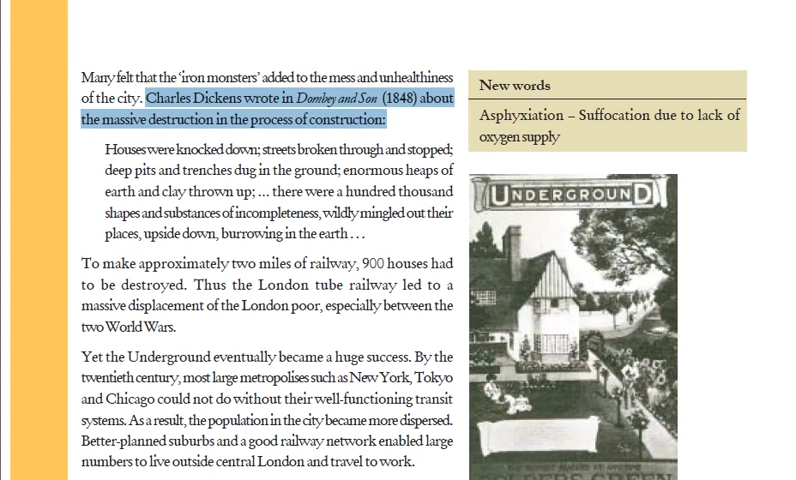 Many felt that the 'iron monsters' added to the mess and unhealthiness
of the city. Charles Dickens wrote in Dombey and Son (1848) about
the massive destruction in the process of construction:
Houses were knocked down; streets broken through and stopped;
deep pits and trenches dug in the ground; enormous heaps of
earth and clay thrown up; ... there were a hundred thousand
shapes and substances of incompleteness, wildly mingled out their
places, upside down, burrowing in the earth . . .
To make approximately two miles of railway, 900 houses had
to be destroyed. Thus the London tube railway led to a
massive displacement of the London poor, especially between the
two World Wars.
Yet the Underground eventually became a huge success. By the
twentieth century, most large metropolises such as New York, Tokyo
and Chicago could not do without their well-functioning transit
systems. As a result, the population in the city became more dispersed.
Better-planned suburbs and a good railway network enabled large
numbers to live outside central London and travel to work.
New words
Asphyxiation – Suffocation due to lack of
oxygen supply
UNDERGROUND